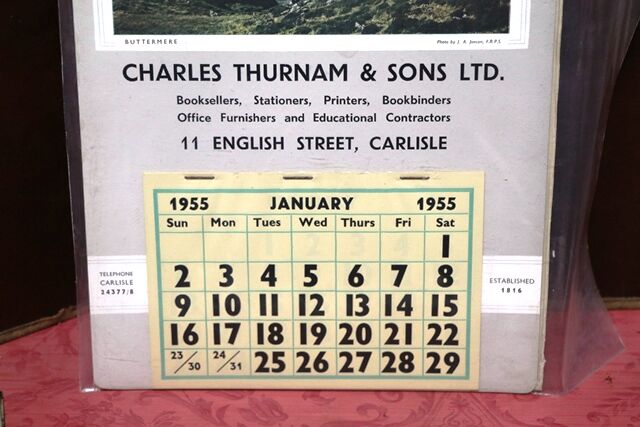 BUTTERMERE
Photo by J. A. Jonson, F.R.P.S.
CHARLES THURNAM & SONS LTD.
Booksellers, Stationers, Printers, Bookbinders
Office Furnishers and Educational Contractors
11 ENGLISH STREET, CARLISLE
1955 JANUARY 1955
Sun Mon Tues Wed Thurs Fri Sat
1
2 3 4 5 6 7 8
9 10 11 12 13 14 15
16 17 18 19 20 21 22
23/30 24/31 25 26 27 28 29
TELEPHONE
CARLISLE
24377/8
ESTABLISHED
1816